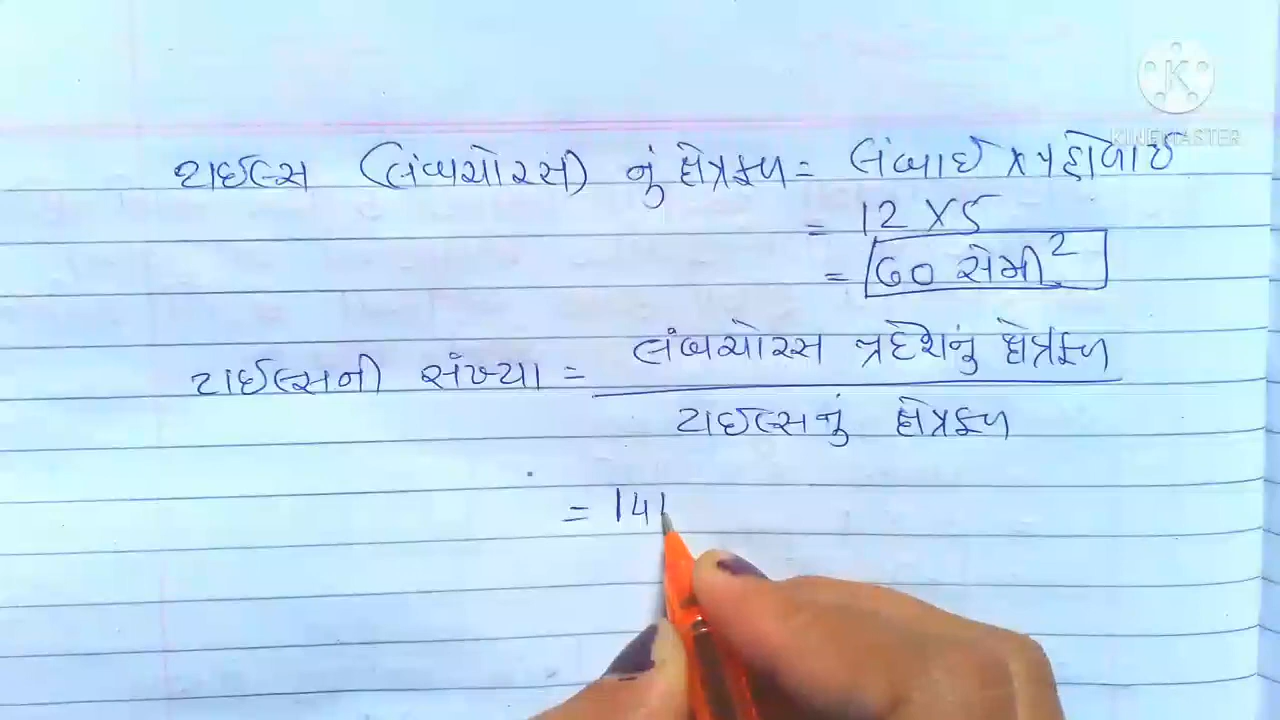 ટાઈલ્સ (લંબચોરસ) નું ક્ષેત્રફળ = લંબાઈ × પહોળાઈ
= 12 × 5
= 60 સેમી²
ટાઈલ્સની સંખ્યા = લંબચોરસ પ્રદેશનું ક્ષેત્રફળ
ટાઈલ્સનું ક્ષેત્રફળ
= 141
KINEMASTER